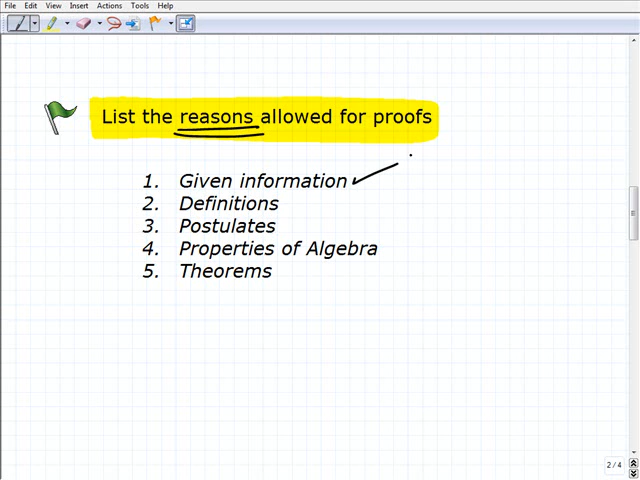 File Edit View Insert Actions Tools Help
List the reasons allowed for proofs
1. Given information
2. Definitions
3. Postulates
4. Properties of Algebra
5. Theorems
2 / 4